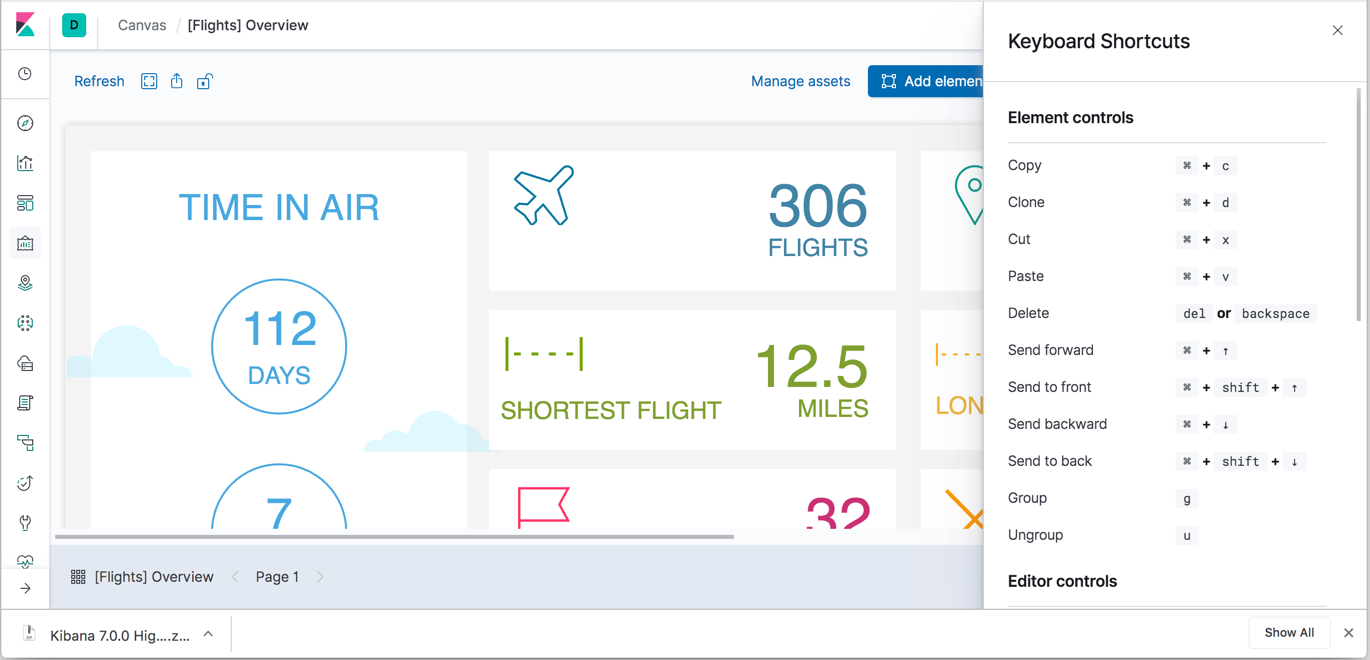 D Canvas / [Flights] Overview
Keyboard Shortcuts
Refresh
Manage assets
Add elemen
TIME IN AIR
112
DAYS
7
306
FLIGHTS
SHORTEST FLIGHT
12.5
MILES
LON
32
Element controls
Copy ⌘ + c
Clone ⌘ + d
Cut ⌘ + x
Paste ⌘ + v
Delete del or backspace
Send forward ⌘ + ↑
Send to front ⌘ + shift + ↑
Send backward ⌘ + ↓
Send to back ⌘ + shift + ↓
Group g
Ungroup u
Editor controls
[Flights] Overview Page 1
Kibana 7.0.0 Hig....z...
Show All